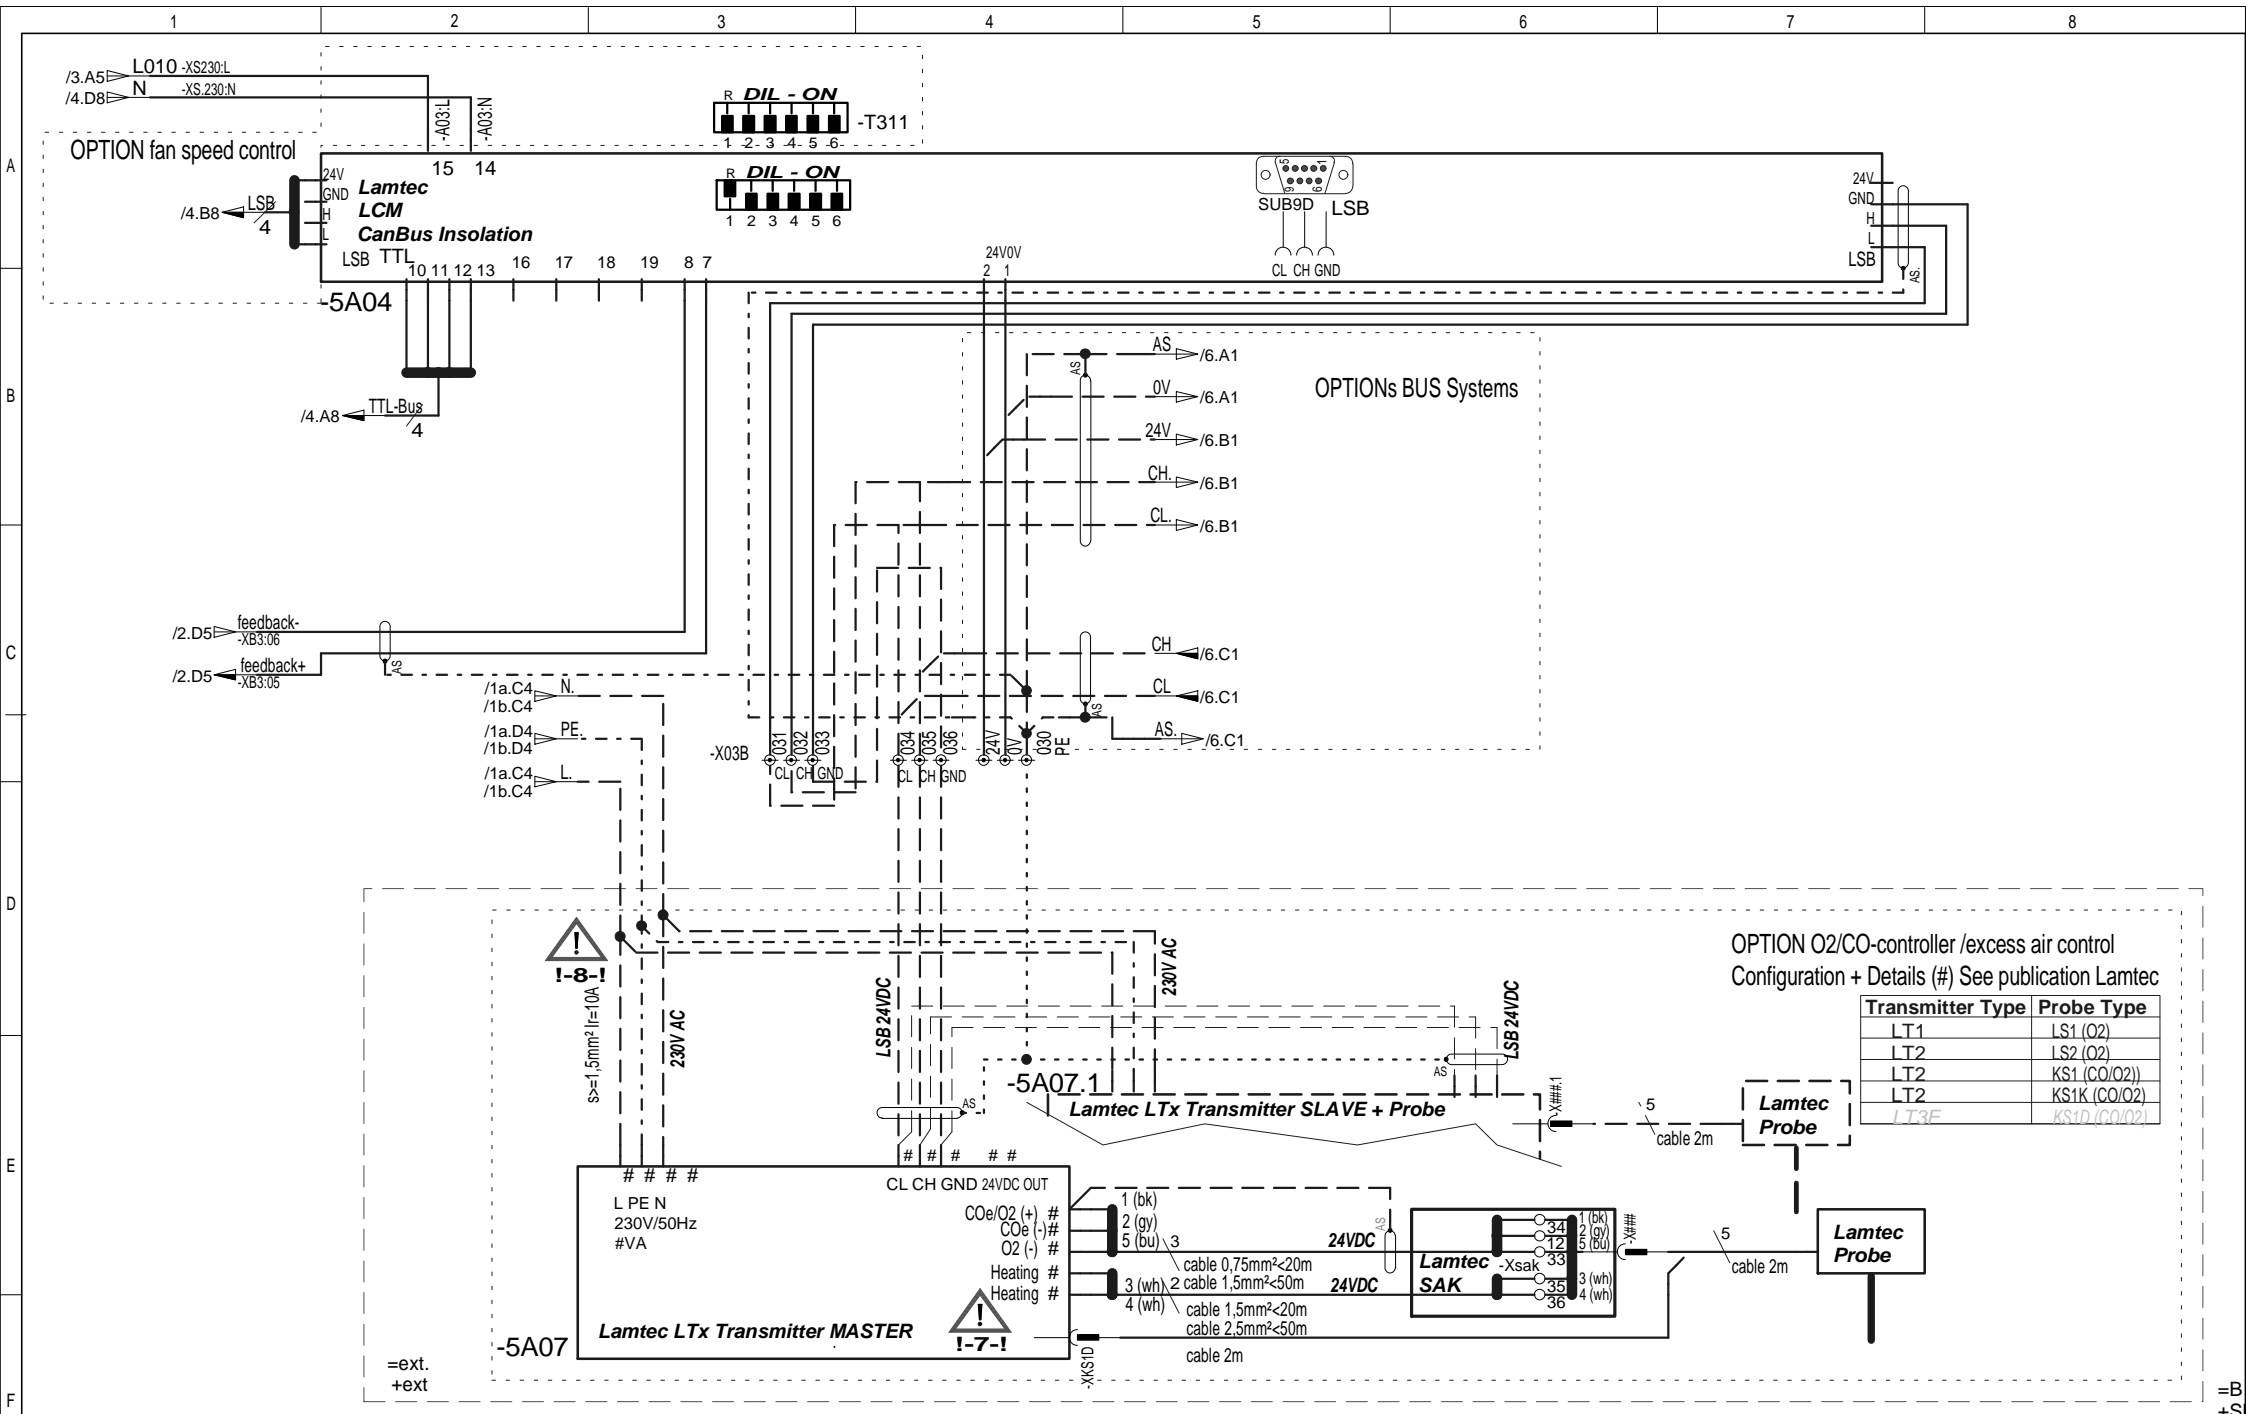 1 2 3 4 5 6 7 8
A
B
C
D
E
F
/3.A5 L010 -XS230:L
/4.D8 N -XS.230:N
-A03:L
-A03:N
R DIL - ON
-T311
1 2 3 4 5 6
OPTION fan speed control
15 14
R DIL - ON
1 2 3 4 5 6
24V
GND
H
L
LSB TTL
/4.B8 LSB
4
Lamtec
LCM
CanBus Insolation
10 11 12 13 16 17 18 19 8 7
24V0V
2 1
5 1
9 6
SUB9D LSB
CL CH GND
24V
GND
H
L
LSB
AS.
-5A04
/4.A8 TTL-Bus
4
AS
AS /6.A1
0V /6.A1
24V /6.B1
CH. /6.B1
CL. /6.B1
OPTIONs BUS Systems
/2.D5 feedback-
-XB3:06
/2.D5 feedback+
-XB3:05
AS
CH /6.C1
CL /6.C1
AS
AS. /6.C1
/1a.C4 N.
/1b.C4
/1a.D4 PE.
/1b.D4
/1a.C4 L.
/1b.C4
-X03B
031 032 033 034 035 036 24V 0V 030 PE
CL CH GND CL CH GND
!
!-8-!
s>=1,5mm² Ir=10A
230V AC
LSB 24VDC
230V AC
LSB 24VDC
OPTION O2/CO-controller /excess air control
Configuration + Details (#) See publication Lamtec
Transmitter Type Probe Type
LT1 LS1 (O2)
LT2 LS2 (O2)
LT2 KS1 (CO/O2))
LT2 KS1K (CO/O2)
LT3F KS1D (CO/O2)
AS
AS
-5A07.1
Lamtec LTx Transmitter SLAVE + Probe
-X###.1
5
cable 2m
Lamtec
Probe
# # # #
# # # # #
L PE N
230V/50Hz
#VA
CL CH GND 24VDC OUT
COe/O2 (+) #
COe (-)#
O2 (-) #
Heating #
Heating #
1 (bk)
2 (gy)
5 (bu) 3
cable 0,75mm²<20m
3 (wh) 2 cable 1,5mm²<50m
4 (wh)
cable 1,5mm²<20m
cable 2,5mm²<50m
cable 2m
24VDC
24VDC
AS
Lamtec
SAK
-Xsak
34
12
33
35
36
1 (bk)
2 (gy)
5 (bu)
3 (wh)
4 (wh)
-X###
5
cable 2m
Lamtec
Probe
Lamtec LTx Transmitter MASTER
!
!-7-!
-5A07
-XKS1D
=ext.
+ext
=B